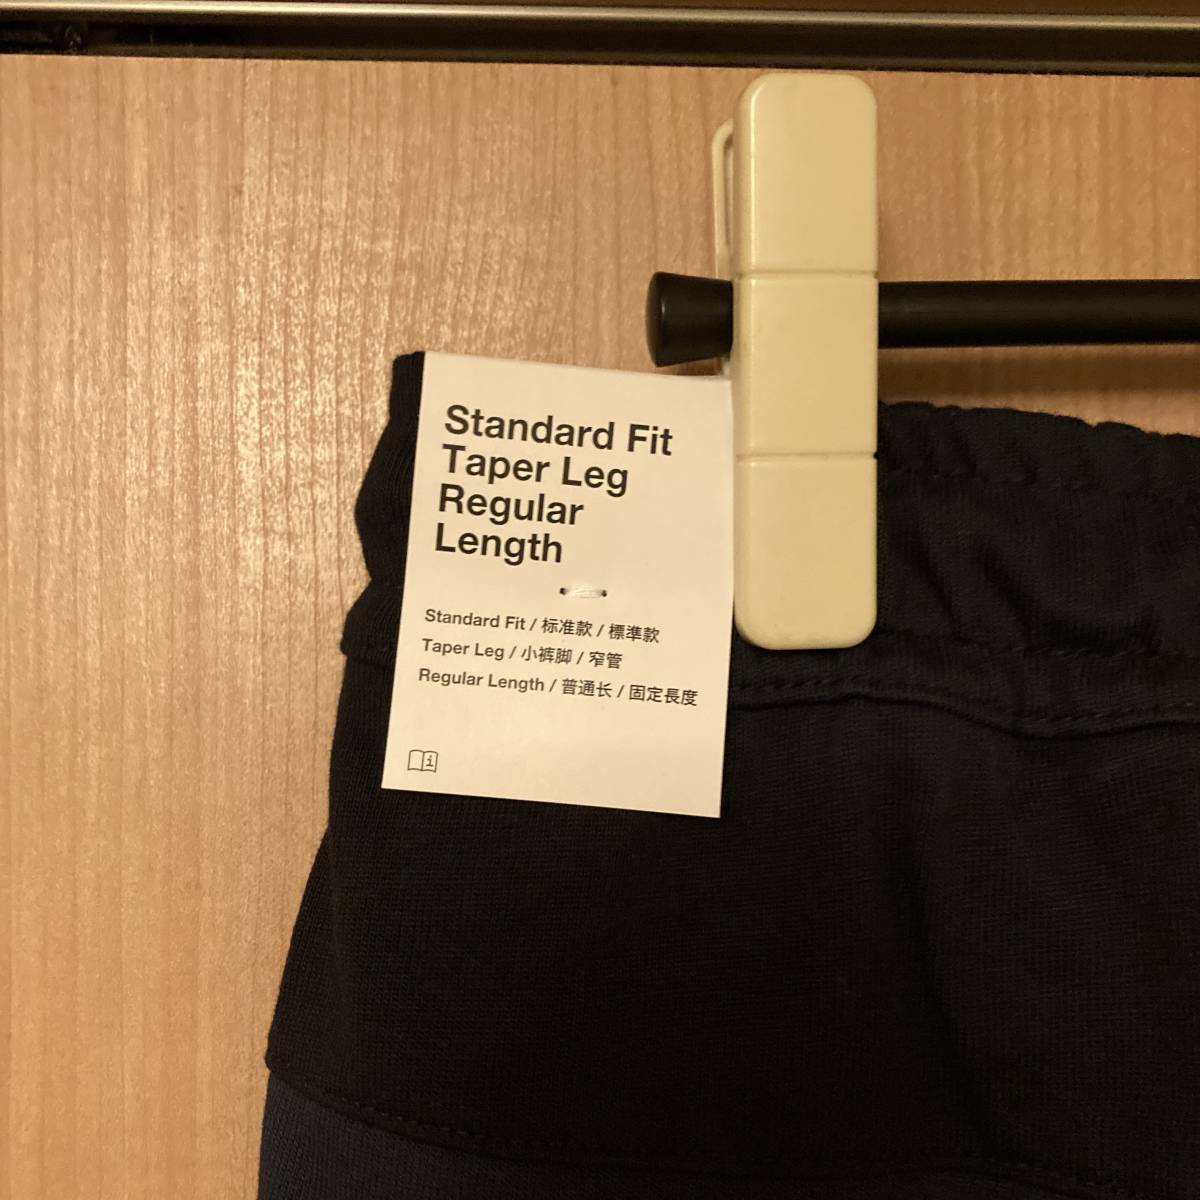 Standard Fit
Taper Leg
Regular
Length
Standard Fit / 标准款 / 標準款
Taper Leg / 小裤脚 / 窄管
Regular Length / 普通长 / 固定長度
i